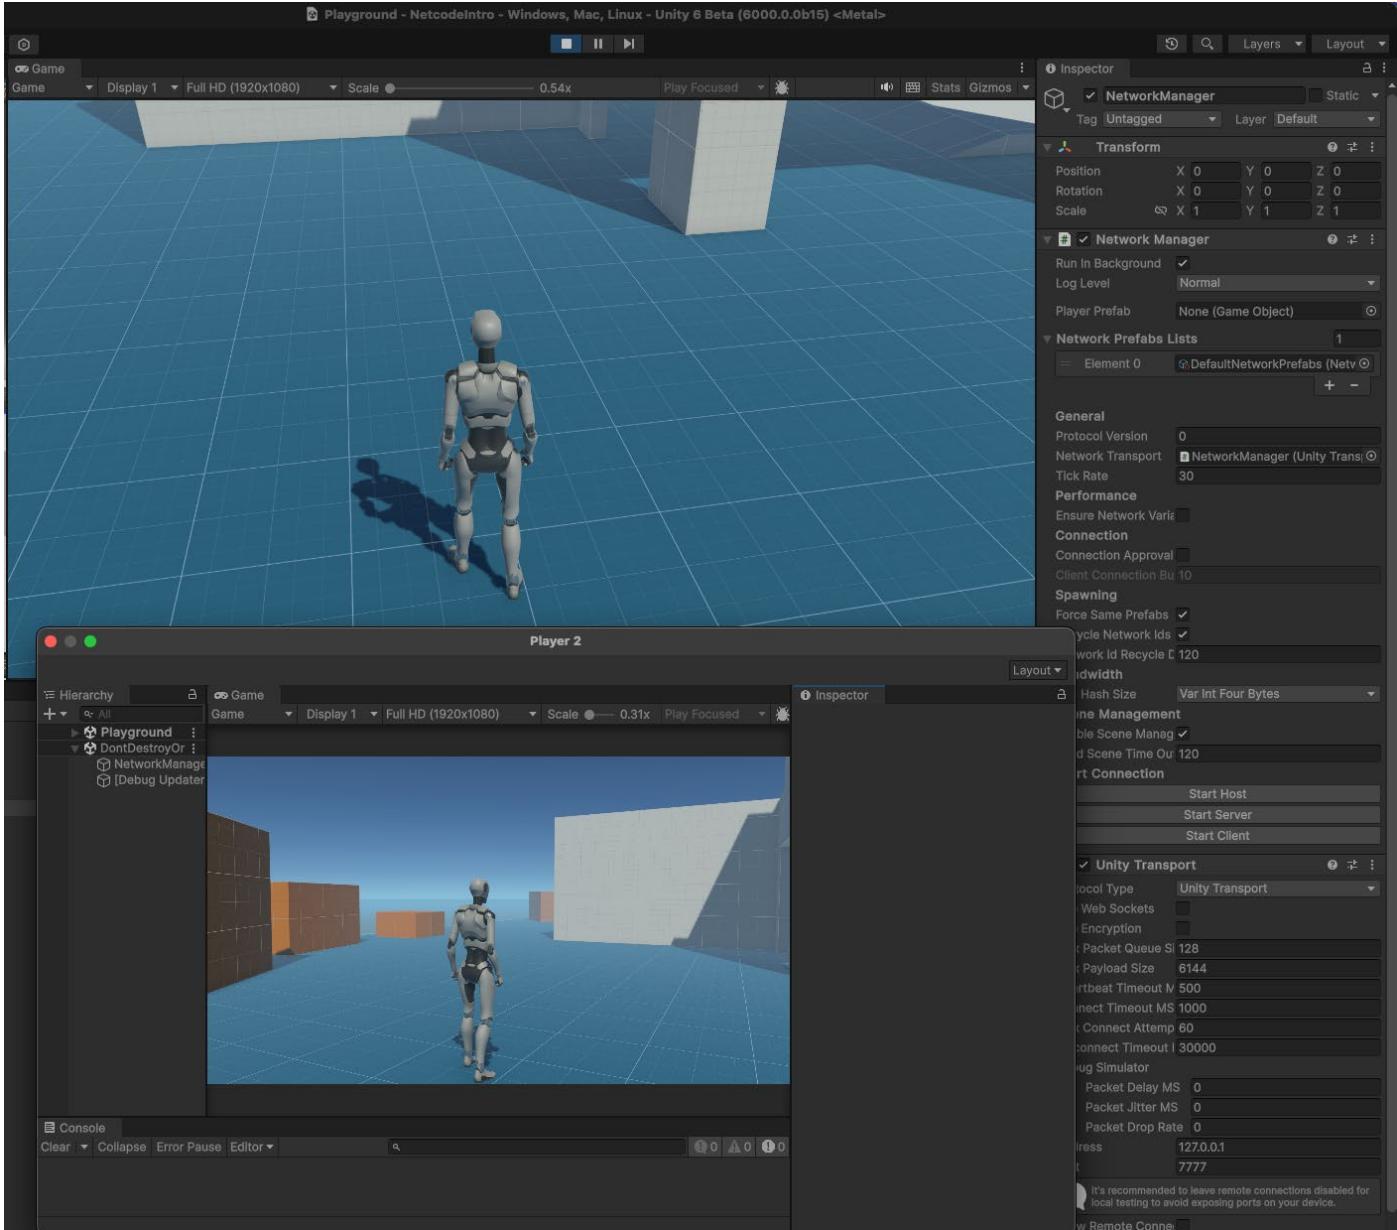 Playground - NetcodeIntro - Windows, Mac, Linux - Unity 6 Beta (6000.0.0b15) <Metal>
Layers Layout
Game
Game Display 1 Full HD (1920x1080) Scale 0.54x Play Focused Stats Gizmos
Inspector
NetworkManager Static
Tag Untagged Layer Default
Transform
Position X 0 Y 0 Z 0
Rotation X 0 Y 0 Z 0
Scale X 1 Y 1 Z 1
# Network Manager
Run In Background
Log Level Normal
Player Prefab None (Game Object)
Network Prefabs Lists 1
Element 0 DefaultNetworkPrefabs (Netw
General
Protocol Version 0
Network Transport NetworkManager (Unity Trans
Tick Rate 30
Performance
Ensure Network Varia
Connection
Connection Approval
Client Connection Bu 10
Spawning
Force Same Prefabs
ycle Network Ids
work Id Recycle D 120
dwidth
Hash Size Var Int Four Bytes
ne Management
ble Scene Manag
d Scene Time Ou 120
rt Connection
Start Host
Start Server
Start Client
Unity Transport
ocol Type Unity Transport
Web Sockets
Encryption
Packet Queue Si 128
Payload Size 6144
rtbeat Timeout M 500
nect Timeout MS 1000
Connect Attemp 60
connect Timeout 30000
ug Simulator
Packet Delay MS 0
Packet Jitter MS 0
Packet Drop Rate 0
ress 127.0.0.1
t 7777
It's recommended to leave remote connections disabled for
local testing to avoid exposing ports on your device.
w Remote Conne
Player 2
Layout
Hierarchy
All
Playground
DontDestroyOr
NetworkManage
[Debug Updater
Game
Game Display 1 Full HD (1920x1080) Scale 0.31x Play Focused
Inspector
Console
Clear Collapse Error Pause Editor 0 0 0